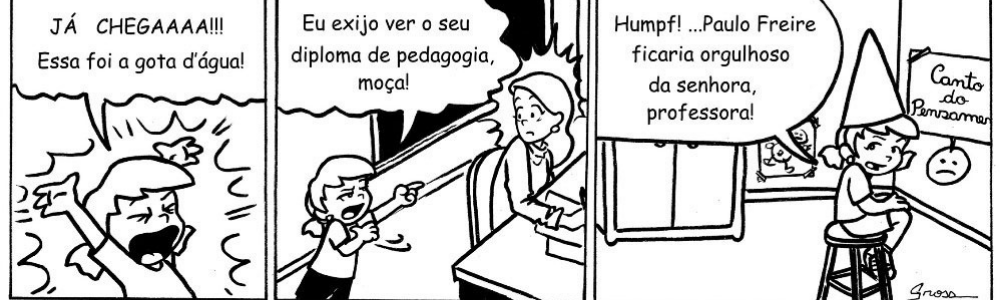 JÁ CHEGAAAA!!!
Essa foi a gota d'água!
Eu exijo ver o seu
diploma de pedagogia,
moça!
Humpf! ...Paulo Freire
ficaria orgulhoso
da senhora,
professora!
Canto
do
Pensamen